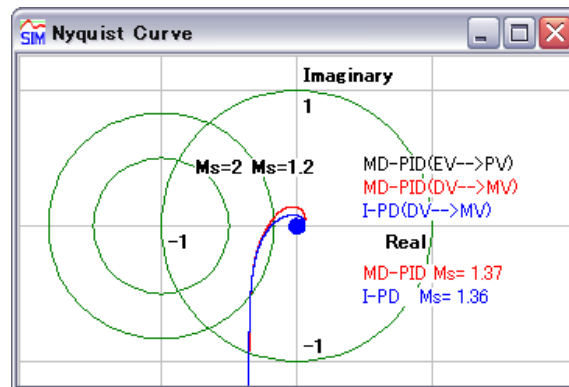 SIM Nyquist Curve
Imaginary
1
Ms=2 Ms=1.2
MD-PID(EV-->PV)
MD-PID(DV-->MV)
I-PD(DV-->MV)
-1
Real
MD-PID Ms= 1.37
I-PD Ms= 1.36
-1